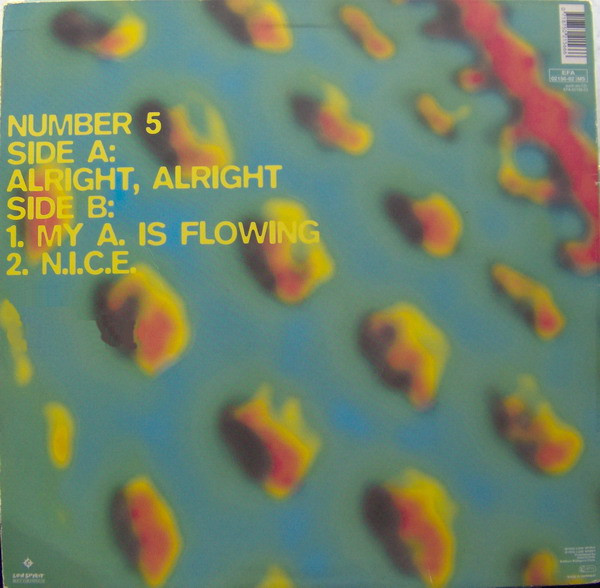 NUMBER 5
SIDE A:
ALRIGHT, ALRIGHT
SIDE B:
1. MY A. IS FLOWING
2. N.I.C.E.
EFA